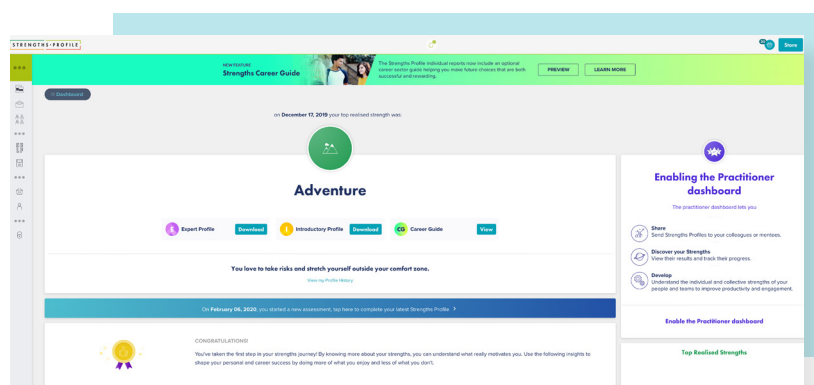 STRENGTHS·PROFILE
Store
NEW FEATURE
Strengths Career Guide
The Strengths Profile individual reports now include an optional
career sector guide helping you make future choices that are both
successful and rewarding.
PREVIEW
LEARN MORE
Dashboard
on December 17, 2019 your top realised strength was:
Adventure
Expert Profile
Download
Introductory Profile
Download
CG
Career Guide
View
You love to take risks and stretch yourself outside your comfort zone.
View my Profile History
On February 06, 2020, you started a new assessment, tap here to complete your latest Strengths Profile >
CONGRATULATIONS!
You've taken the first step in your strengths journey! By knowing more about your strengths, you can understand what really motivates you. Use the following insights to
shape your personal and career success by doing more of what you enjoy and less of what you don't.
Enabling the Practitioner
dashboard
The practitioner dashboard lets you
Share
Send Strengths Profiles to your colleagues or mentees.
Discover your Strengths
View their results and track their progress.
Develop
Understand the individual and collective strengths of your
people and teams to improve productivity and engagement.
Enable the Practitioner dashboard
Top Realised Strengths